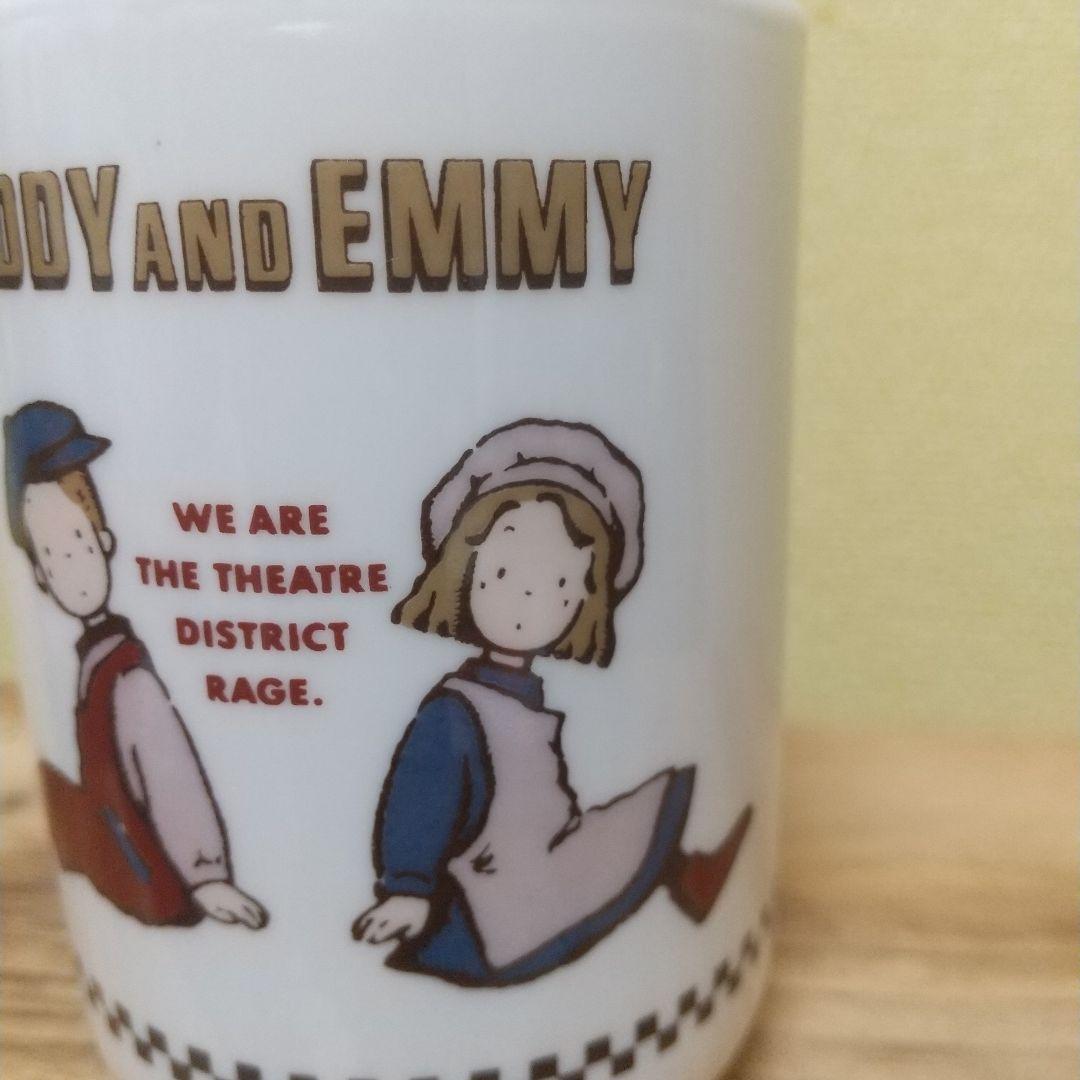 DDY AND EMMY
WE ARE
THE THEATRE
DISTRICT
RAGE.